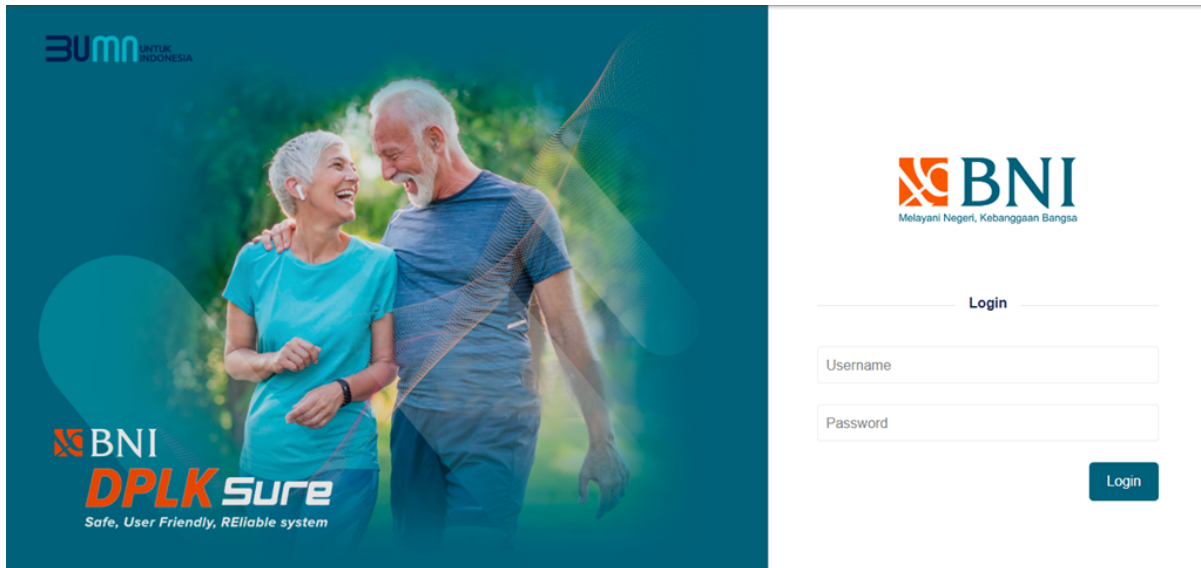 BUMN UNTUK
INDONESIA
BNI
DPLK Sure
Safe, User Friendly, REliable system
BNI
Melayani Negeri, Kebanggaan Bangsa
Login
Username
Password
Login